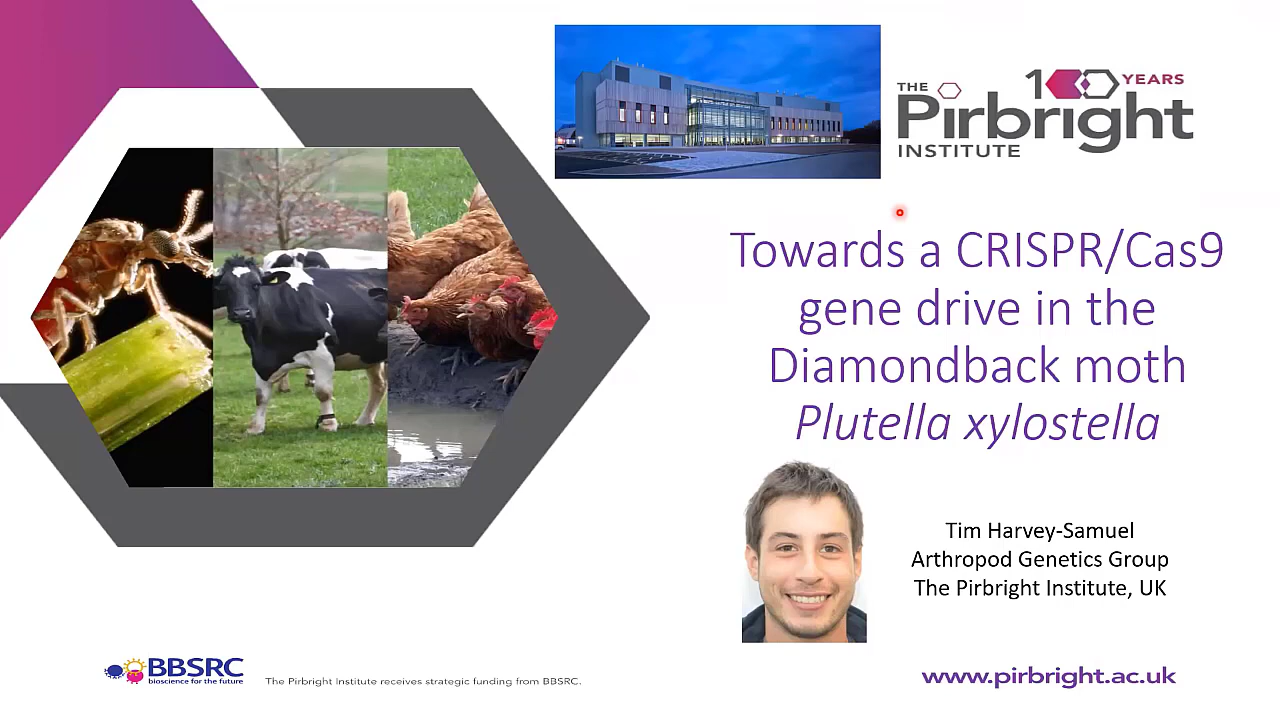 100 YEARS
THE
Pirbright
INSTITUTE
Towards a CRISPR/Cas9
gene drive in the
Diamondback moth
Plutella xylostella
Tim Harvey-Samuel
Arthropod Genetics Group
The Pirbright Institute, UK
BBSRC
bioscience for the future
The Pirbright Institute receives strategic funding from BBSRC.
www.pirbright.ac.uk